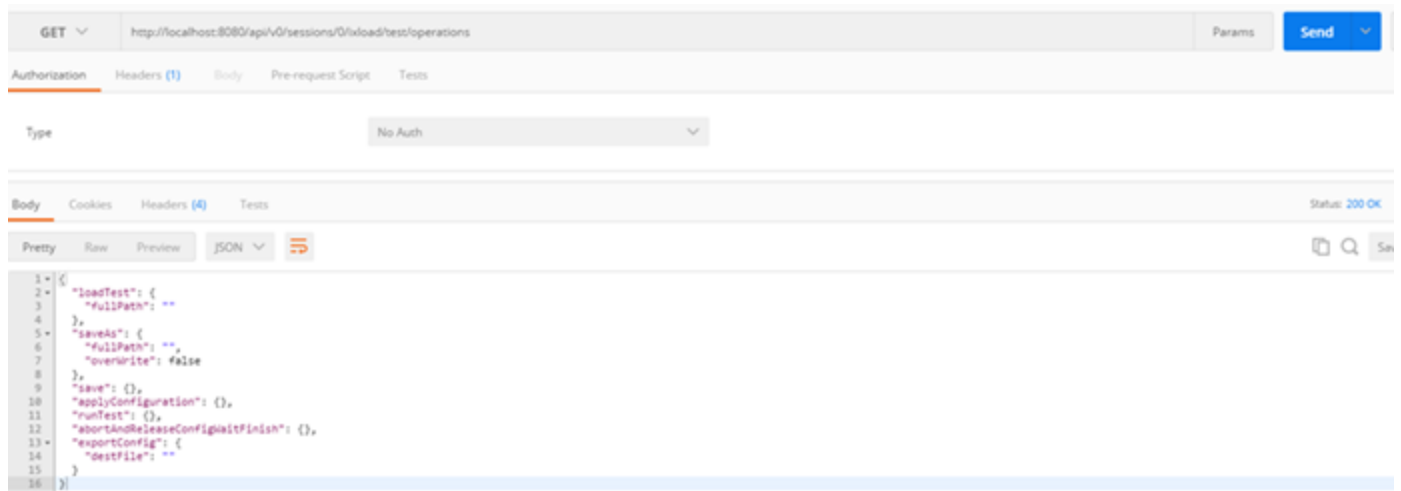 GET http://localhost:8080/api/v0/sessions/0/ixload/test/operations Params Send
Authorization Headers (1) Body Pre-request Script Tests
Type No Auth
Body Cookies Headers (4) Tests Status: 200 OK
Pretty Raw Preview JSON Sav
1 {
2 "loadTest": {
3 "fullPath": ""
4 },
5 "saveAs": {
6 "fullPath": "",
7 "overWrite": false
8 },
9 "save": {},
10 "applyConfiguration": {},
11 "runTest": {},
12 "abortAndReleaseConfigWaitFinish": {},
13 "exportConfig": {
14 "destFile": ""
15 }
16 }